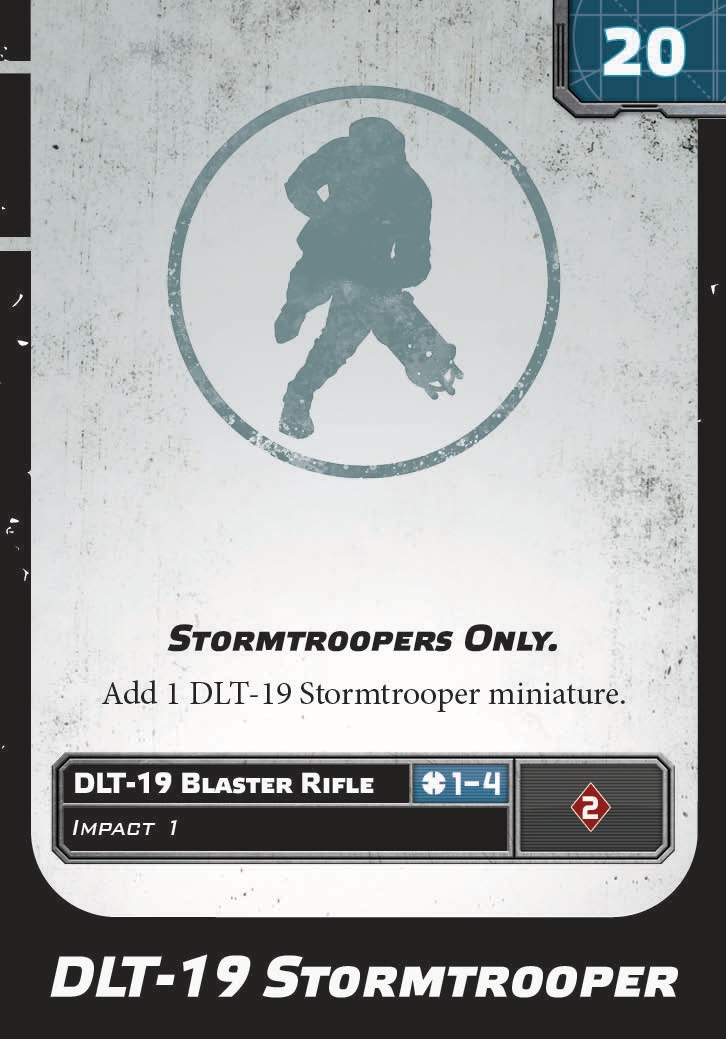 20
Stormtroopers Only.
Add 1 DLT-19 Stormtrooper miniature.
DLT-19 Blaster Rifle 1–4
2
Impact 1
DLT-19 Stormtrooper